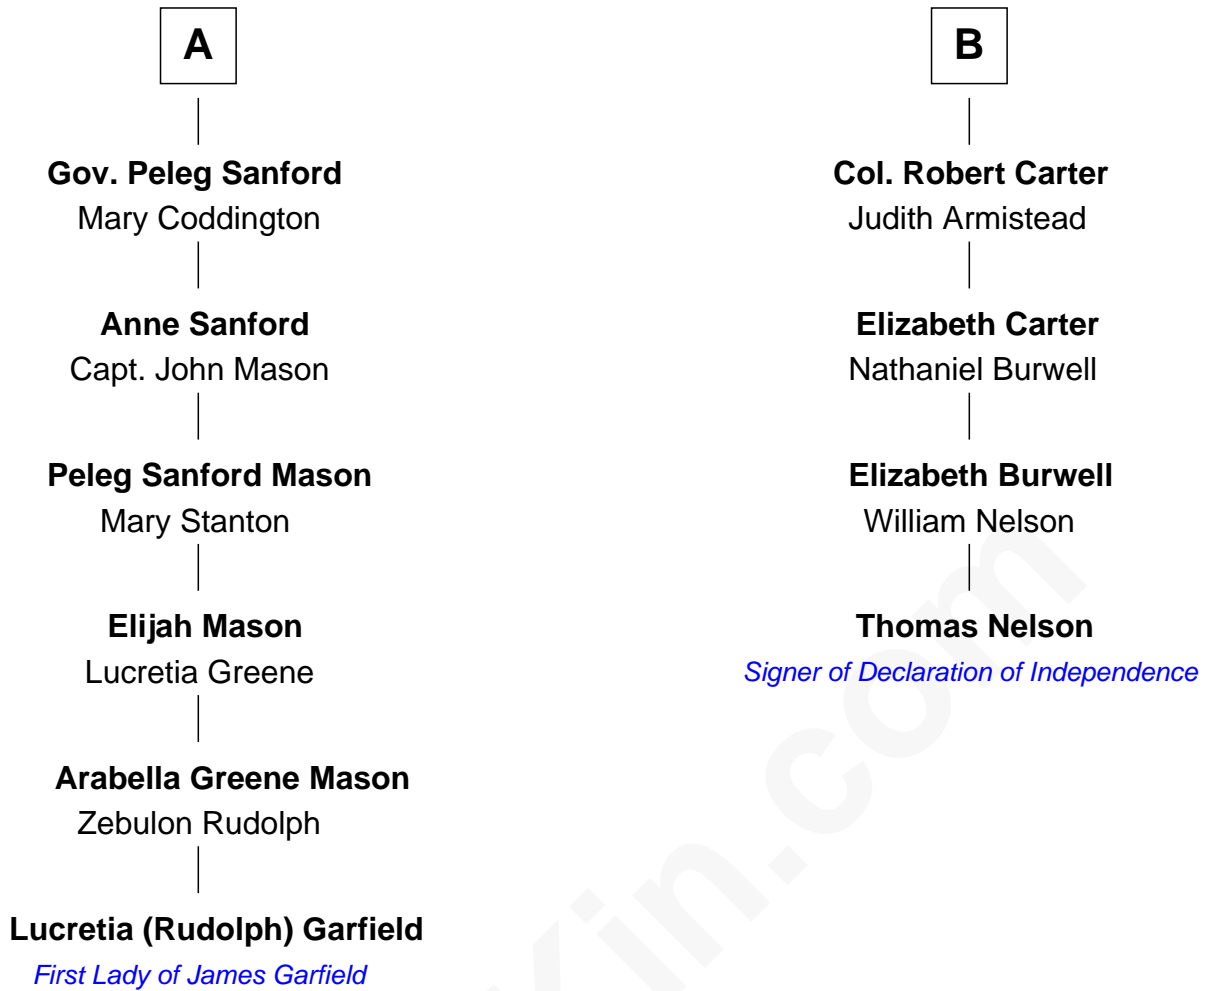 A
Gov. Peleg Sanford
Mary Coddington
Anne Sanford
Capt. John Mason
Peleg Sanford Mason
Mary Stanton
Elijah Mason
Lucretia Greene
Arabella Greene Mason
Zebulon Rudolph
Lucretia (Rudolph) Garfield
First Lady of James Garfield
B
Col. Robert Carter
Judith Armistead
Elizabeth Carter
Nathaniel Burwell
Elizabeth Burwell
William Nelson
Thomas Nelson
Signer of Declaration of Independence
Kin.com